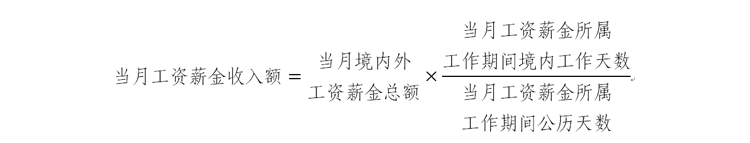 当月工资薪金所属
当月境内外
工作期间境内工作天数
当月工资薪金收入额 = ——— × ———
工资薪金总额
当月工资薪金所属
工作期间公历天数